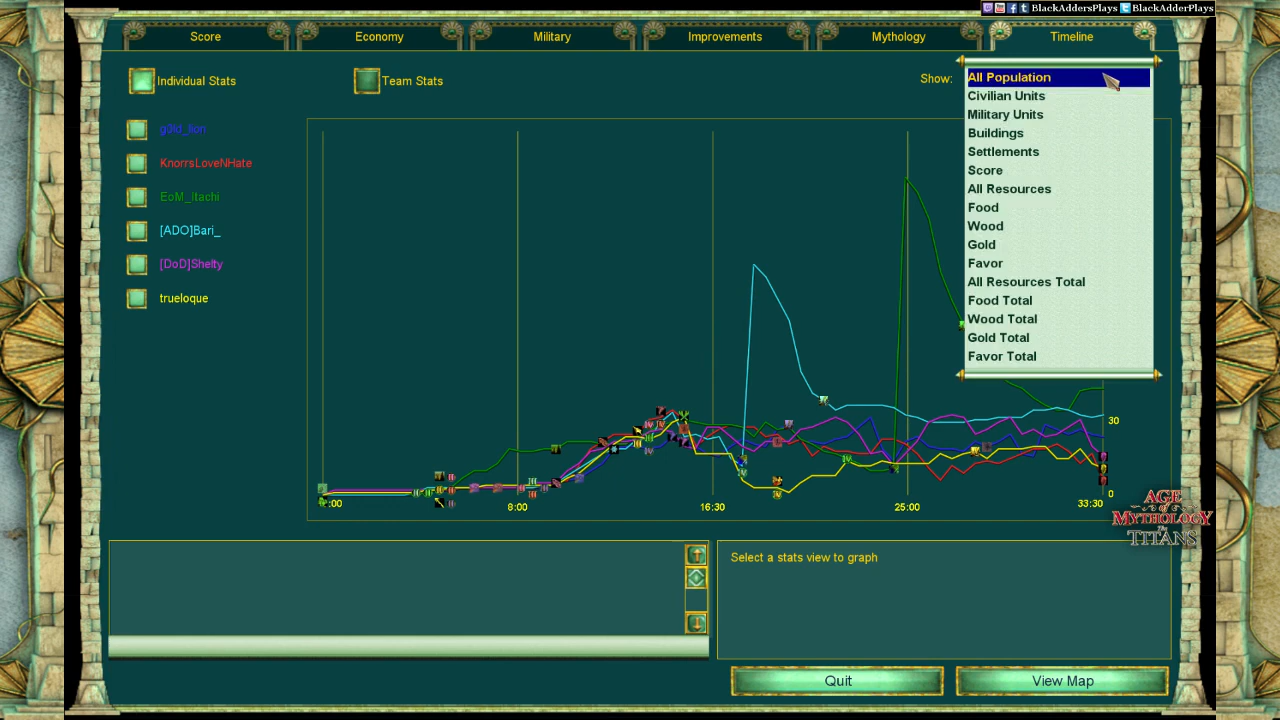 BlackAddersPlays BlackAdderPlays
Score Economy Military Improvements Mythology Timeline
Individual Stats Team Stats Show: All Population
Civilian Units
Military Units
Buildings
Settlements
Score
All Resources
Food
Wood
Gold
Favor
All Resources Total
Food Total
Wood Total
Gold Total
Favor Total
g0ld_lion
KnorrsLoveNHate
EoM_Itachi
[ADO]Bari_
[DoD]Shelty
trueloque
30
0
:00 8:00 16:30 25:00 33:30
AGE
of
MYTHOLOGY
The
TITANS
Select a stats view to graph
Quit View Map